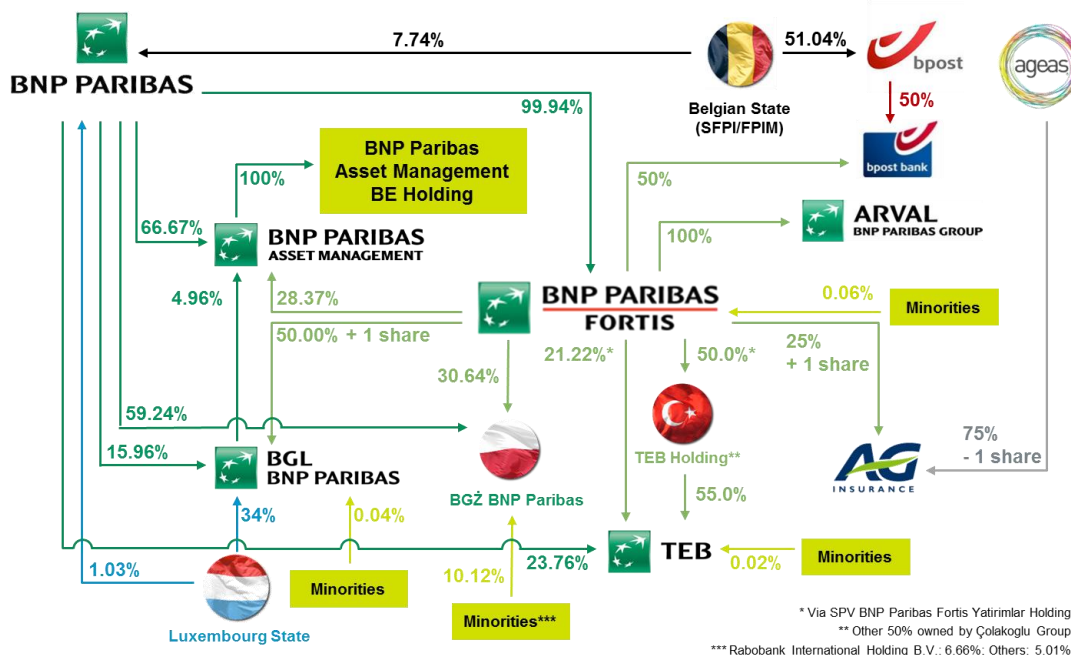 7.74%
51.04%
bpost
ageas
BNP PARIBAS
99.94%
Belgian State
(SFPI/FPIM)
50%
bpost bank
BNP Paribas
Asset Management
BE Holding
100%
50%
ARVAL
BNP PARIBAS GROUP
100%
66.67%
BNP PARIBAS
ASSET MANAGEMENT
4.96%
28.37%
BNP PARIBAS
FORTIS
0.06%
Minorities
50.00% + 1 share
21.22%*
50.0%*
25%
+ 1 share
30.64%
59.24%
15.96%
BGL
BNP PARIBAS
TEB Holding**
75%
- 1 share
AG
INSURANCE
BGŻ BNP Paribas
55.0%
34%
0.04%
1.03%
Minorities
10.12%
23.76%
TEB
0.02%
Minorities
Luxembourg State
Minorities***
* Via SPV BNP Paribas Fortis Yatirimlar Holding
** Other 50% owned by Çolakoglu Group
*** Rabobank International Holding B.V.: 6.66%; Others: 5.01%